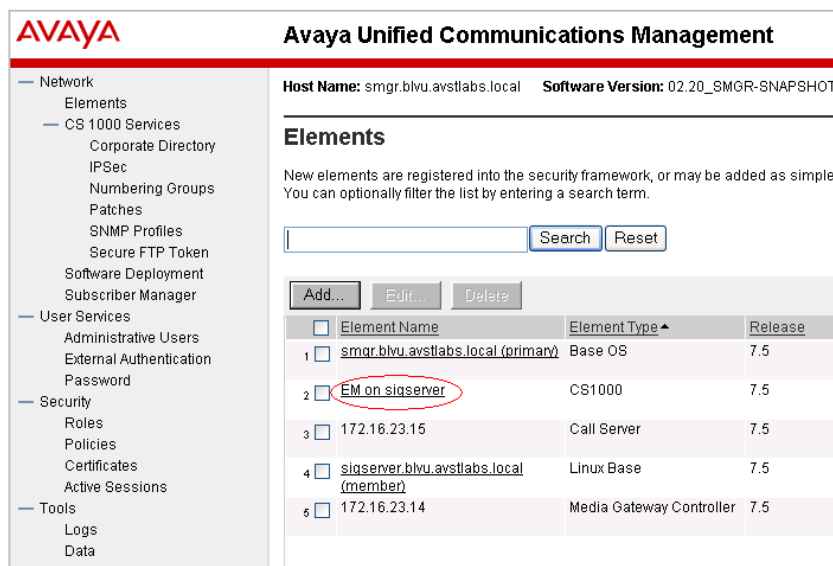 AVAYA
Avaya Unified Communications Management
Network
Elements
CS 1000 Services
Corporate Directory
IPSec
Numbering Groups
Patches
SNMP Profiles
Secure FTP Token
Software Deployment
Subscriber Manager
User Services
Administrative Users
External Authentication
Password
Security
Roles
Policies
Certificates
Active Sessions
Tools
Logs
Data
Host Name: smgr.blvu.avstlabs.local Software Version: 02.20_SMGR-SNAPSHOT
Elements
New elements are registered into the security framework, or may be added as simple
You can optionally filter the list by entering a search term.
Search Reset
Add... Edit... Delete
Element Name Element Type Release
1 smgr.blvu.avstlabs.local (primary) Base OS 7.5
2 EM on sigserver CS1000 7.5
3 172.16.23.15 Call Server 7.5
4 sigserver.blvu.avstlabs.local Linux Base 7.5
(member)
5 172.16.23.14 Media Gateway Controller 7.5